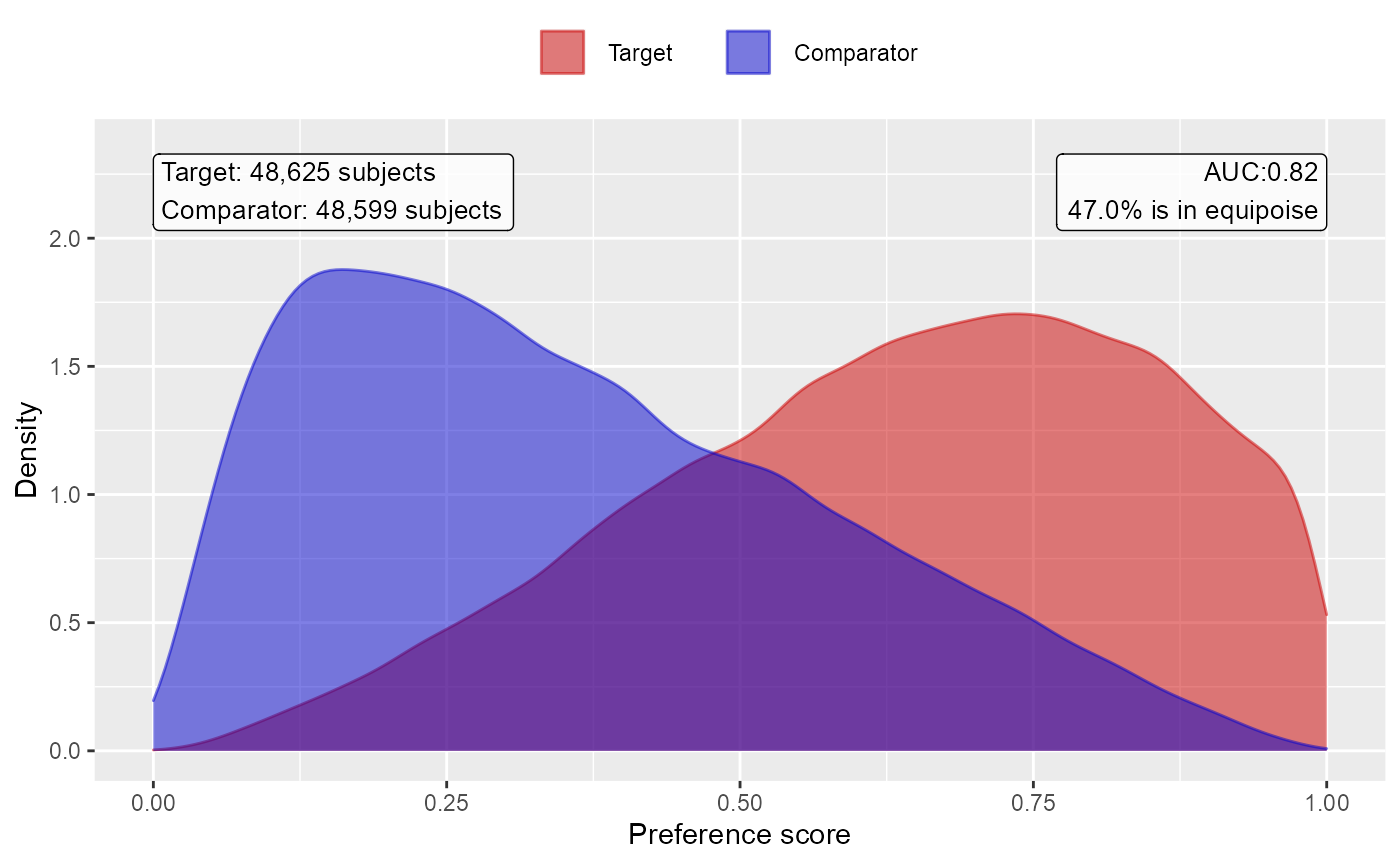 Target Comparator
Target: 48,625 subjects
Comparator: 48,599 subjects
AUC:0.82
47.0% is in equipoise
Density
2.0
1.5
1.0
0.5
0.0
0.00 0.25 0.50 0.75 1.00
Preference score